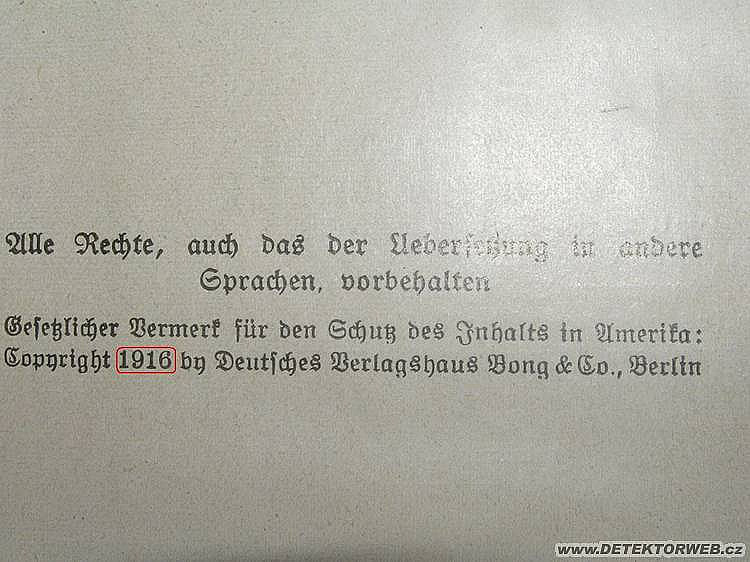 Alle Rechte, auch das der Uebersetzung in andere
Sprachen, vorbehalten
Gesetzlicher Vermerk für den Schutz des Inhalts in Amerika:
Copyright 1916 by Deutsches Verlagshaus Bong & Co., Berlin
www.DETEKTORWEB.cz